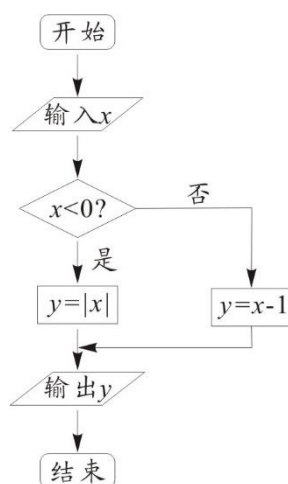 开始
输入x
x<0?
否
是
y=|x|
y=x-1
输出y
结束